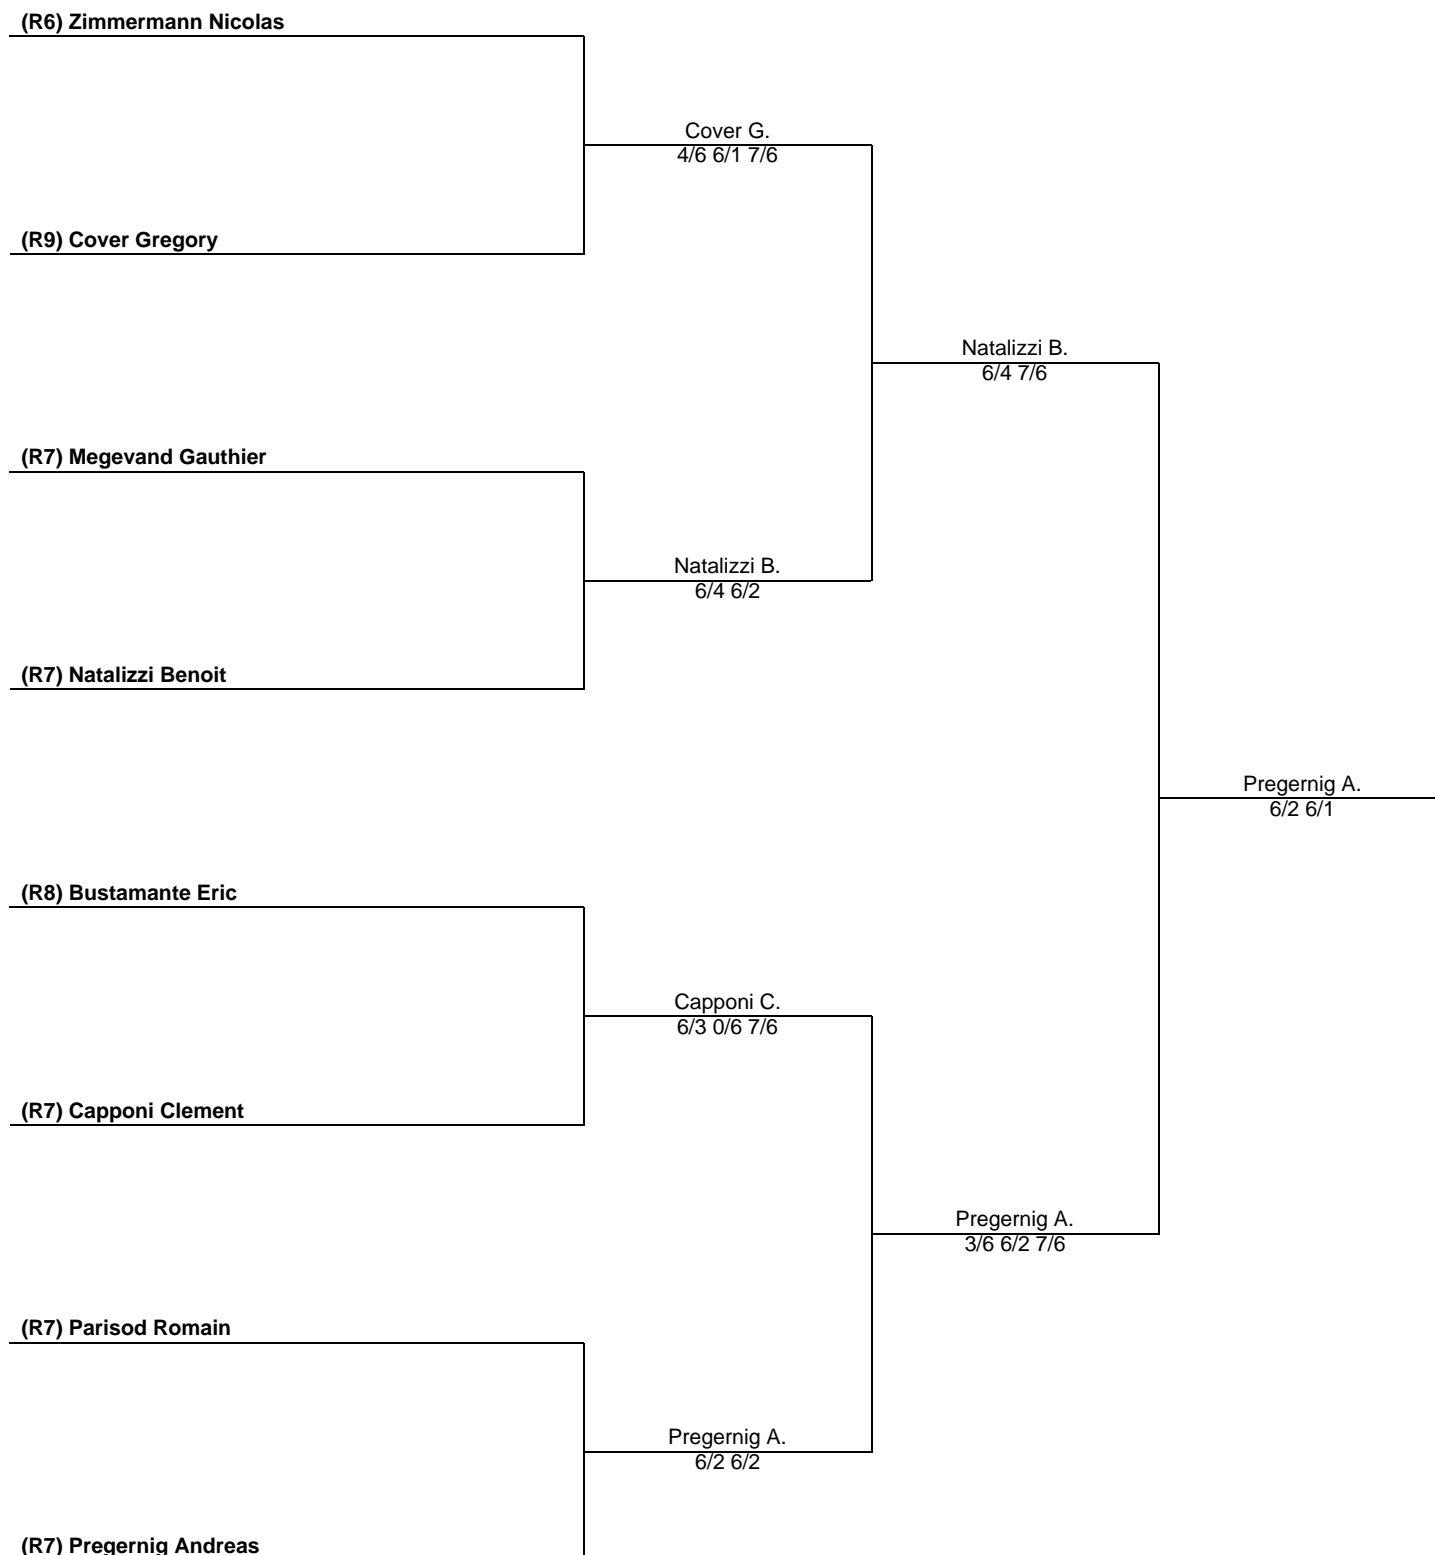 (R6) Zimmermann Nicolas
Cover G.
4/6 6/1 7/6
(R9) Cover Gregory
Natalizzi B.
6/4 7/6
(R7) Megevand Gauthier
Natalizzi B.
6/4 6/2
(R7) Natalizzi Benoit
Pregernig A.
6/2 6/1
(R8) Bustamante Eric
Capponi C.
6/3 0/6 7/6
(R7) Capponi Clement
Pregernig A.
3/6 6/2 7/6
(R7) Parisod Romain
Pregernig A.
6/2 6/2
(R7) Pregernig Andreas